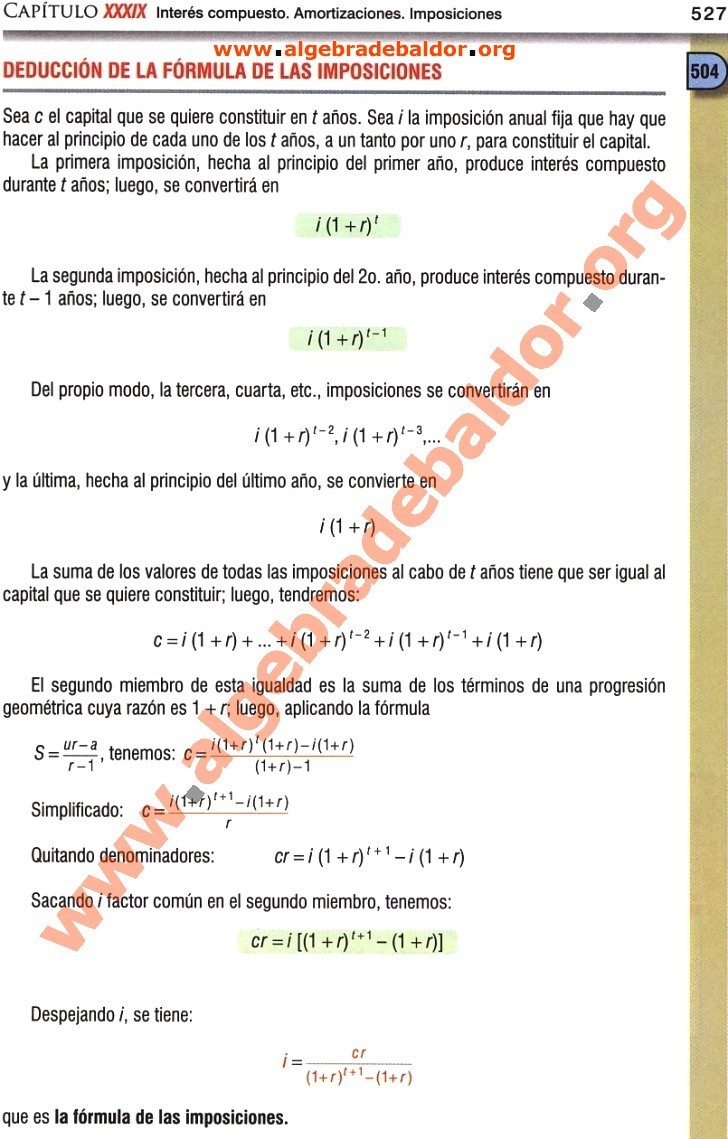 CAPÍTULO XXXIX Interés compuesto. Amortizaciones. Imposiciones 527
www.algebradebaldor.org
DEDUCCIÓN DE LA FÓRMULA DE LAS IMPOSICIONES 504
Sea c el capital que se quiere constituir en t años. Sea i la imposición anual fija que hay que
hacer al principio de cada uno de los t años, a un tanto por uno r, para constituir el capital.
La primera imposición, hecha al principio del primer año, produce interés compuesto
durante t años; luego, se convertirá en
i (1 + r)^t
La segunda imposición, hecha al principio del 2o. año, produce interés compuesto duran-
te t – 1 años; luego, se convertirá en
i (1 + r)^{t – 1}
Del propio modo, la tercera, cuarta, etc., imposiciones se convertirán en
i (1 + r)^{t – 2}, i (1 + r)^{t – 3},...
y la última, hecha al principio del último año, se convierte en
i (1 + r)
La suma de los valores de todas las imposiciones al cabo de t años tiene que ser igual al
capital que se quiere constituir; luego, tendremos:
c = i (1 + r) + ... + i (1 + r)^{t – 2} + i (1 + r)^{t – 1} + i (1 + r)
El segundo miembro de esta igualdad es la suma de los términos de una progresión
geométrica cuya razón es 1 + r; luego, aplicando la fórmula
S = \frac{ur – a}{r – 1}, tenemos: c = \frac{i(1+r)^t (1+r) – i(1+r)}{(1+r) – 1}
Simplificado: c = \frac{i(1+r)^{t+1} – i(1+r)}{r}
Quitando denominadores: cr = i (1 + r)^{t + 1} – i (1 + r)
Sacando i factor común en el segundo miembro, tenemos:
cr = i [(1 + r)^{t+1} – (1 + r)]
Despejando i, se tiene:
i = \frac{cr}{(1+r)^{t+1} – (1+r)}
que es la fórmula de las imposiciones.
www.algebradebaldor.org